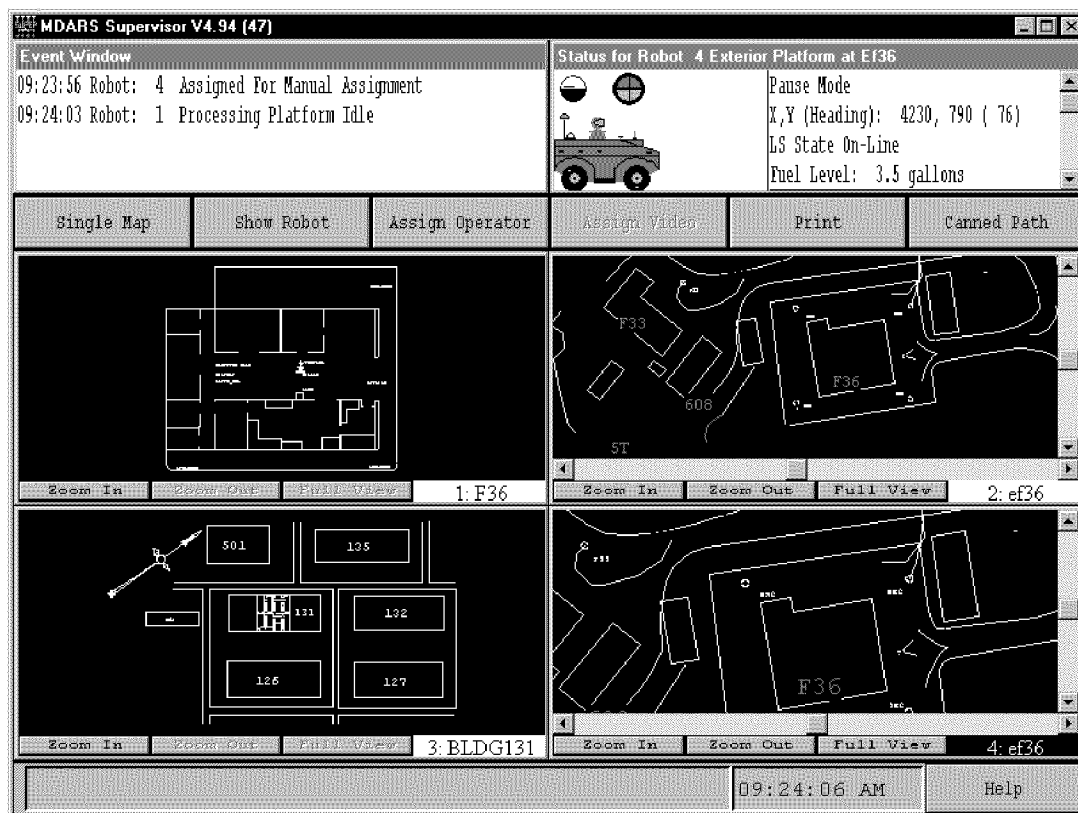 MDARS Supervisor V4.94 (47)
Event Window
09:23:56 Robot: 4 Assigned For Manual Assignment
09:24:03 Robot: 1 Processing Platform Idle
Status for Robot 4 Exterior Platform at Ef36
Pause Mode
X,Y (Heading): 4230, 790 ( 76)
LS State On-Line
Fuel Level: 3.5 gallons
Single Map Show Robot Assign Operator Assign Video Print Canned Path
F33
F36
608
5T
Zoom In Zoom Out Full View 1: F36
Zoom In Zoom Out Full View 2: ef36
501 135
131 132
126 127
F36
Zoom In Zoom Out Full View 3: BLDG131
Zoom In Zoom Out Full View 4: ef36
09:24:06 AM Help